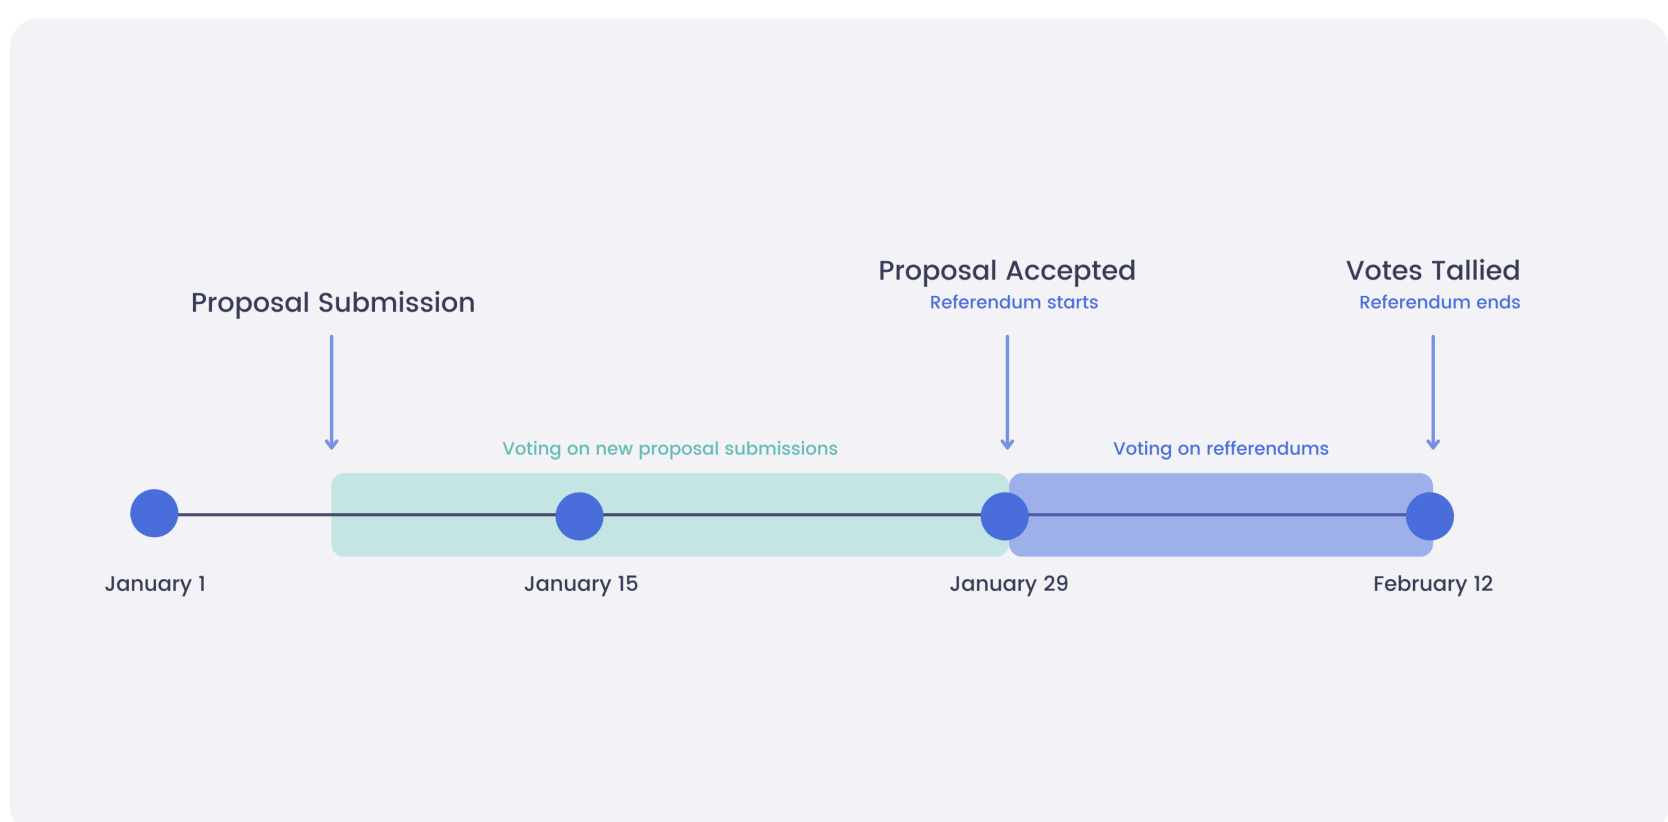 Proposal Submission
Proposal Accepted
Referendum starts
Votes Tallied
Referendum ends
Voting on new proposal submissions
Voting on refferendums
January 1
January 15
January 29
February 12